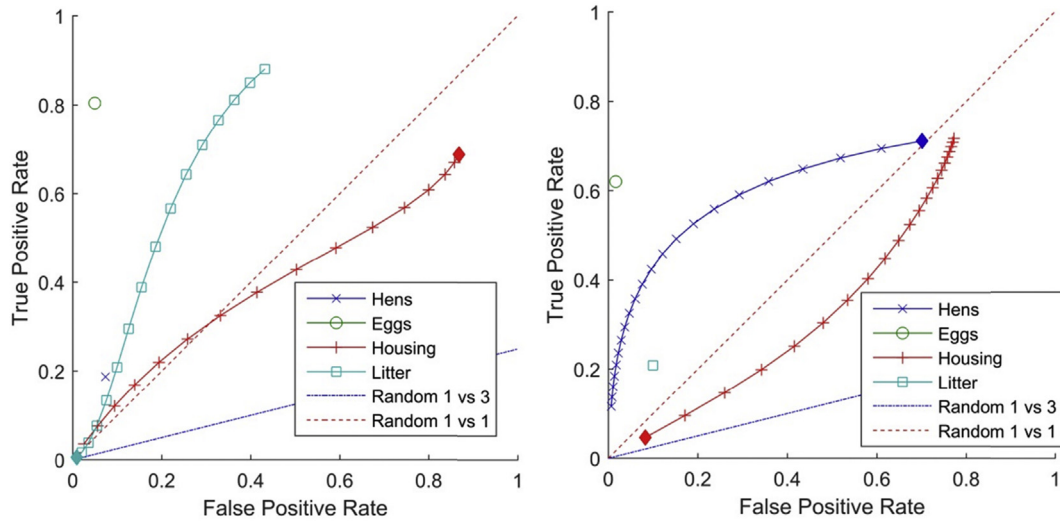 1
0.8
0.6
0.4
0.2
0
0
0.2
0.4
0.6
0.8
1
True Positive Rate
False Positive Rate
Hens
Eggs
Housing
Litter
Random 1 vs 3
Random 1 vs 1
1
0.8
0.6
0.4
0.2
0
0
0.2
0.4
0.6
0.8
1
True Positive Rate
False Positive Rate
Hens
Eggs
Housing
Litter
Random 1 vs 3
Random 1 vs 1